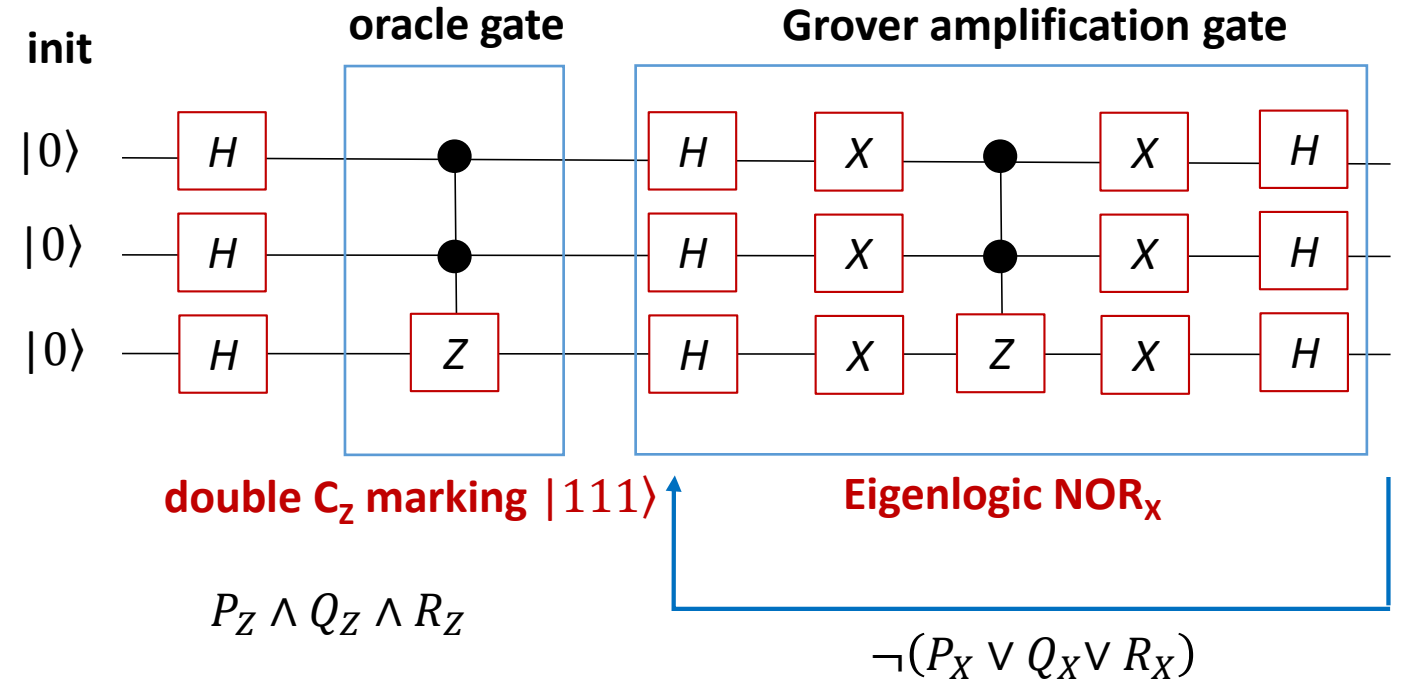 init
oracle gate
Grover amplification gate
|0⟩ H H X X H
|0⟩ H H X X H
|0⟩ H Z H X Z X H
double C_Z marking |111⟩
Eigenlogic NOR_X
P_Z ∧ Q_Z ∧ R_Z
¬(P_X ∨ Q_X ∨ R_X)